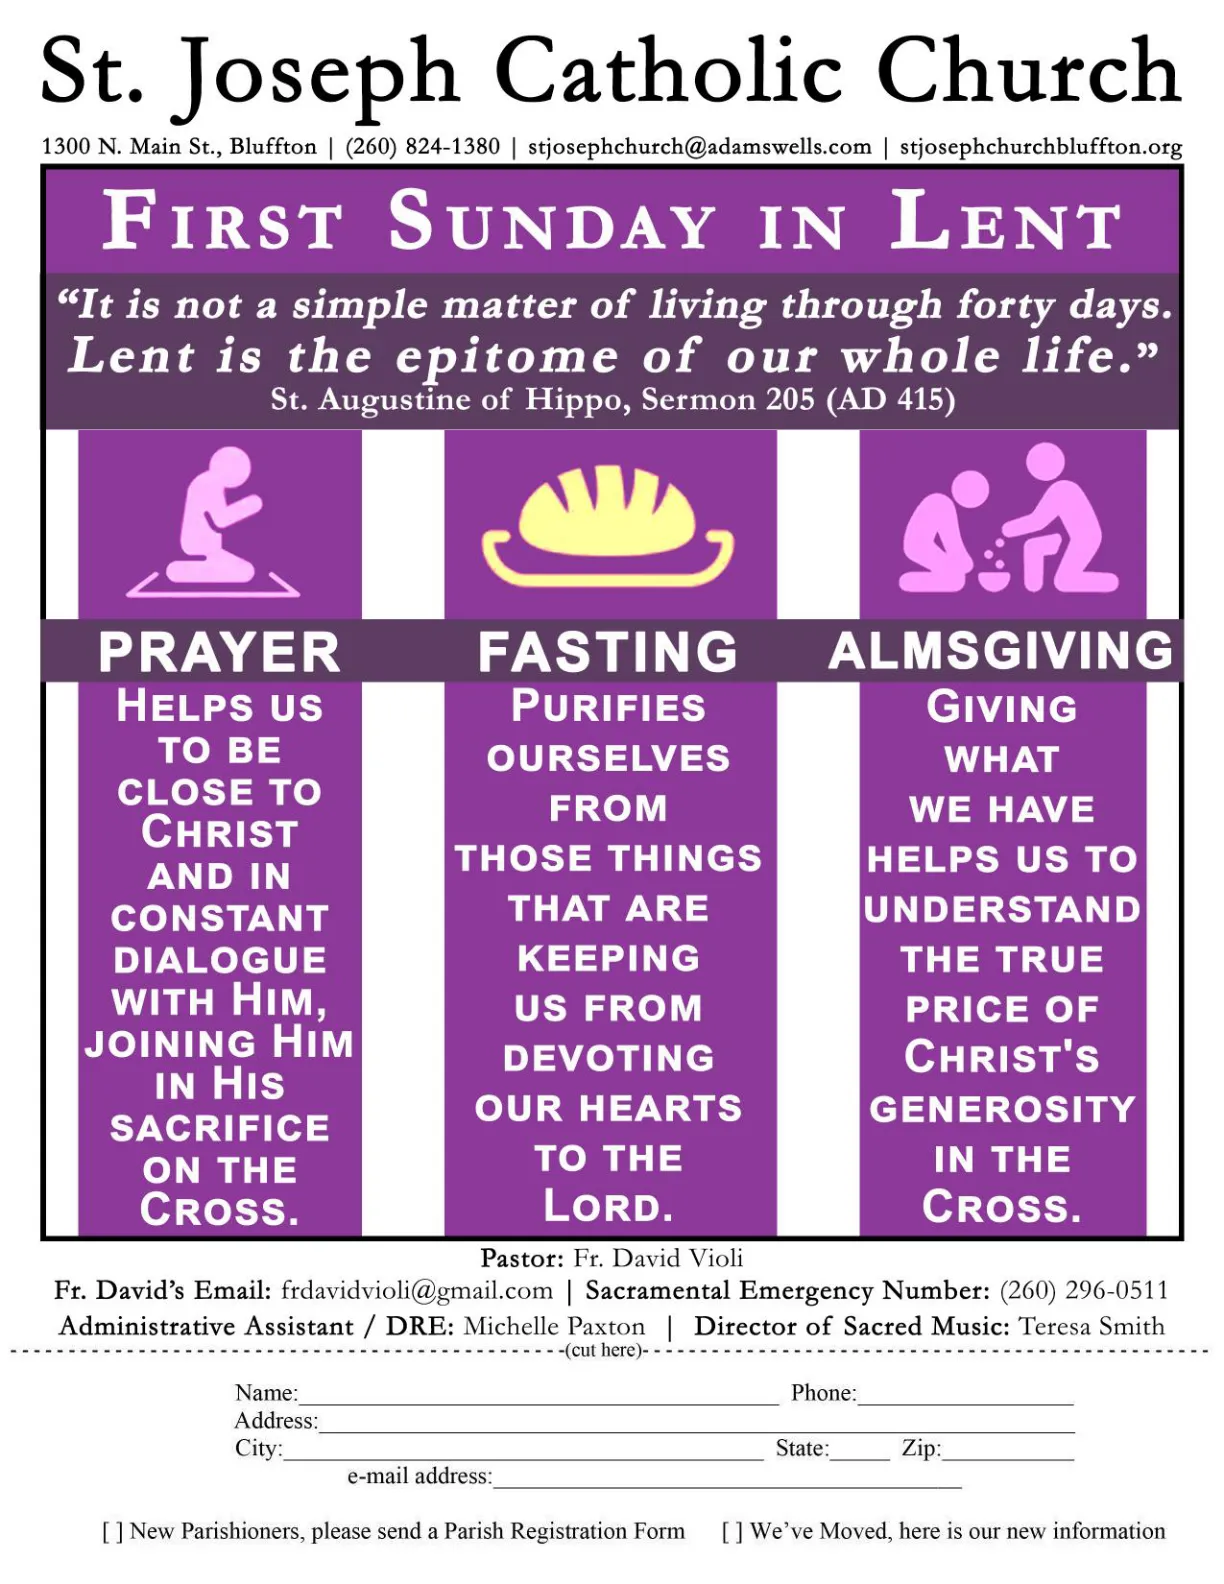 St. Joseph Catholic Church
1300 N. Main St., Bluffton | (260) 824-1380 | stjosephchurch@adamswells.com | stjosephchurchbluffton.org
First Sunday in Lent
“It is not a simple matter of living through forty days.
Lent is the epitome of our whole life.”
St. Augustine of Hippo, Sermon 205 (AD 415)
PRAYER
Helps us
to be
close to
Christ
and in
constant
dialogue
with Him,
joining Him
in His
sacrifice
on the
Cross.
FASTING
Purifies
ourselves
from
those things
that are
keeping
us from
devoting
our hearts
to the
Lord.
ALMSGIVING
Giving
what
we have
helps us to
understand
the true
price of
Christ's
generosity
in the
Cross.
Pastor: Fr. David Violi
Fr. David’s Email: frdavidvioli@gmail.com | Sacramental Emergency Number: (260) 296-0511
Administrative Assistant / DRE: Michelle Paxton | Director of Sacred Music: Teresa Smith
(cut here)
Name: Phone:
Address:
City: State: Zip:
e-mail address:
[ ] New Parishioners, please send a Parish Registration Form [ ] We’ve Moved, here is our new information